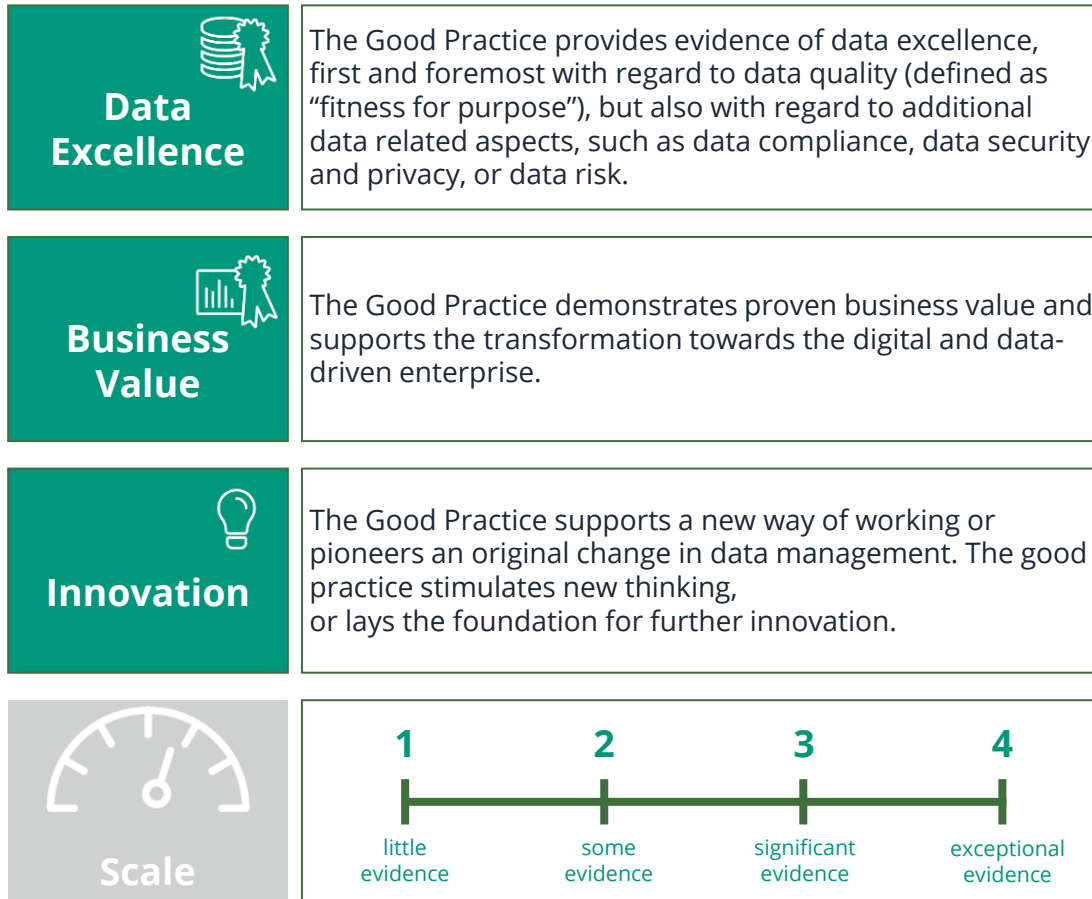 Data
Excellence
The Good Practice provides evidence of data excellence,
first and foremost with regard to data quality (defined as
“fitness for purpose”), but also with regard to additional
data related aspects, such as data compliance, data security
and privacy, or data risk.
Business
Value
The Good Practice demonstrates proven business value and
supports the transformation towards the digital and data-
driven enterprise.
Innovation
The Good Practice supports a new way of working or
pioneers an original change in data management. The good
practice stimulates new thinking,
or lays the foundation for further innovation.
Scale
1 2 3 4
little some significant exceptional
evidence evidence evidence evidence